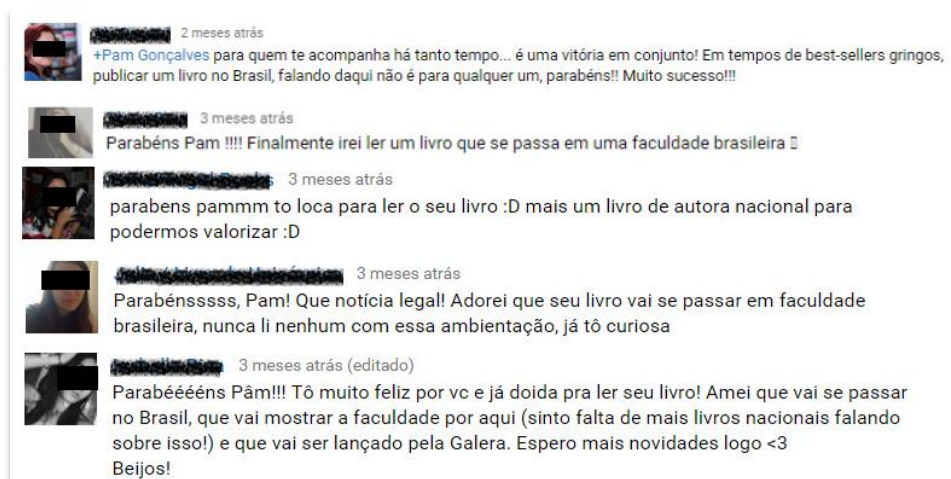 2 meses atrás
+Pam Gonçalves para quem te acompanha há tanto tempo... é uma vitória em conjunto! Em tempos de best-sellers gringos,
publicar um livro no Brasil, falando daqui não é para qualquer um, parabéns!! Muito sucesso!!!
3 meses atrás
Parabéns Pam !!!! Finalmente irei ler um livro que se passa em uma faculdade brasileira
3 meses atrás
parabens pammm to loca para ler o seu livro :D mais um livro de autora nacional para
podermos valorizar :D
3 meses atrás
Parabénsssss, Pam! Que notícia legal! Adorei que seu livro vai se passar em faculdade
brasileira, nunca li nenhum com essa ambientação, já tô curiosa
3 meses atrás (editado)
Parabééééns Pâm!!! Tô muito feliz por vc e já doida pra ler seu livro! Amei que vai se passar
no Brasil, que vai mostrar a faculdade por aqui (sinto falta de mais livros nacionais falando
sobre isso!) e que vai ser lançado pela Galera. Espero mais novidades logo <3
Beijos!